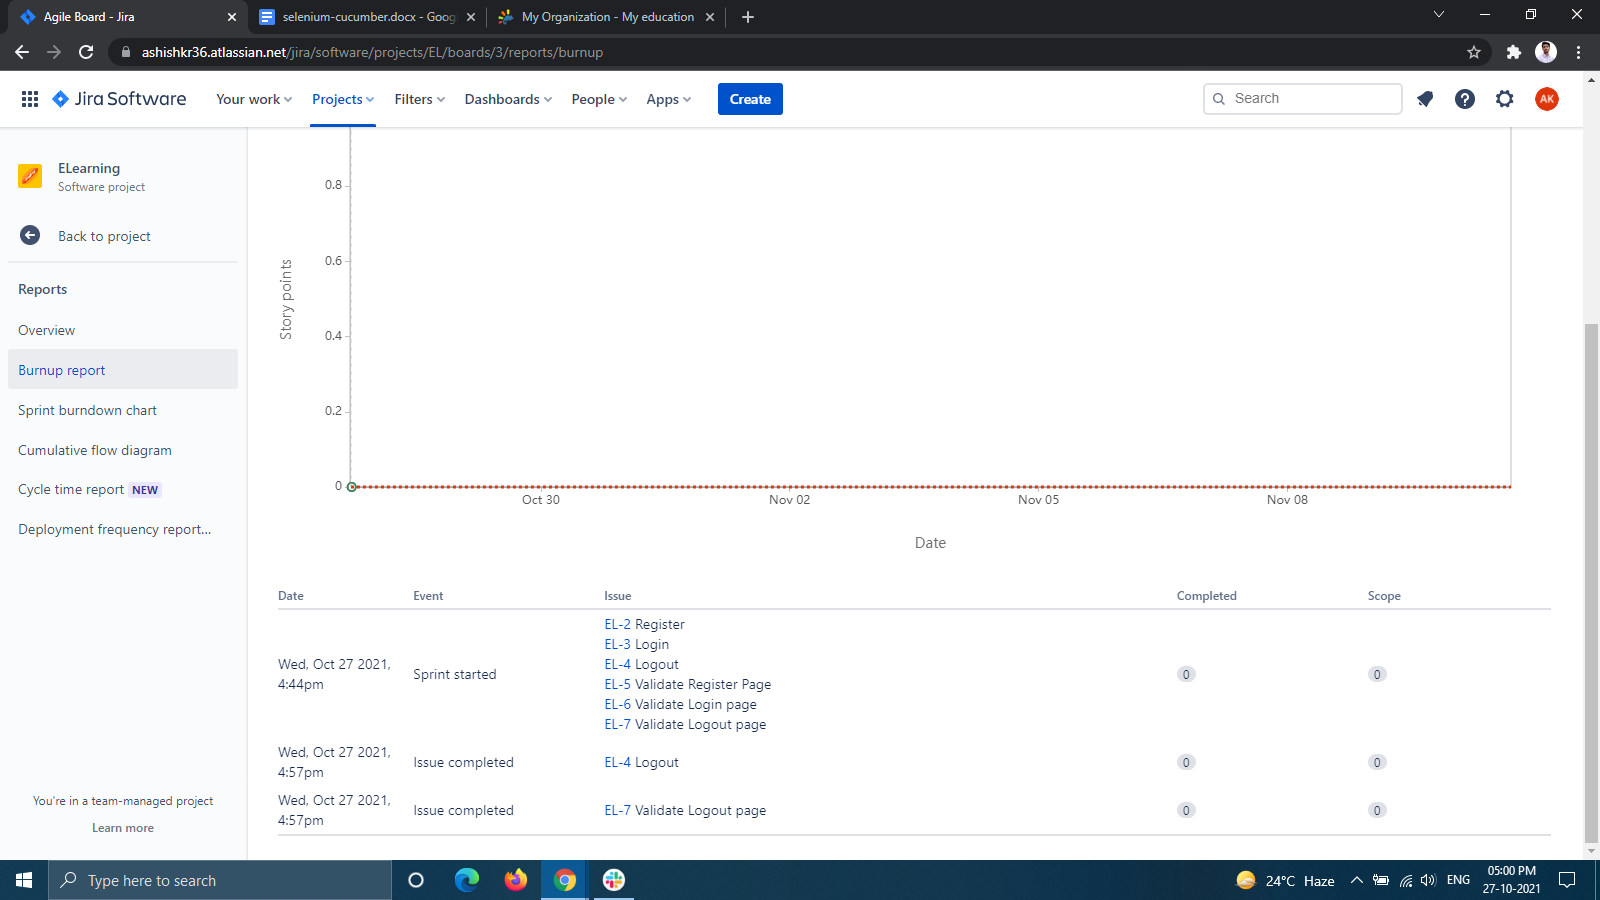 Agile Board - Jira
selenium-cucumber.docx - Goog
My Organization - My education
ashishkr36.atlassian.net/jira/software/projects/EL/boards/3/reports/burnup
Jira Software
Your work
Projects
Filters
Dashboards
People
Apps
Create
Search
AK
ELearning
Software project
Back to project
Reports
Overview
Burnup report
Sprint burndown chart
Cumulative flow diagram
Cycle time report NEW
Deployment frequency report...
You're in a team-managed project
Learn more
Story points
0.8
0.6
0.4
0.2
0
Oct 30
Nov 02
Nov 05
Nov 08
Date
Date Event Issue Completed Scope
Wed, Oct 27 2021,
4:44pm
Sprint started
EL-2 Register
EL-3 Login
EL-4 Logout
EL-5 Validate Register Page
EL-6 Validate Login page
EL-7 Validate Logout page
0
0
Wed, Oct 27 2021,
4:57pm
Issue completed
EL-4 Logout
0
0
Wed, Oct 27 2021,
4:57pm
Issue completed
EL-7 Validate Logout page
0
0
Type here to search
24°C Haze
ENG
05:00 PM
27-10-2021